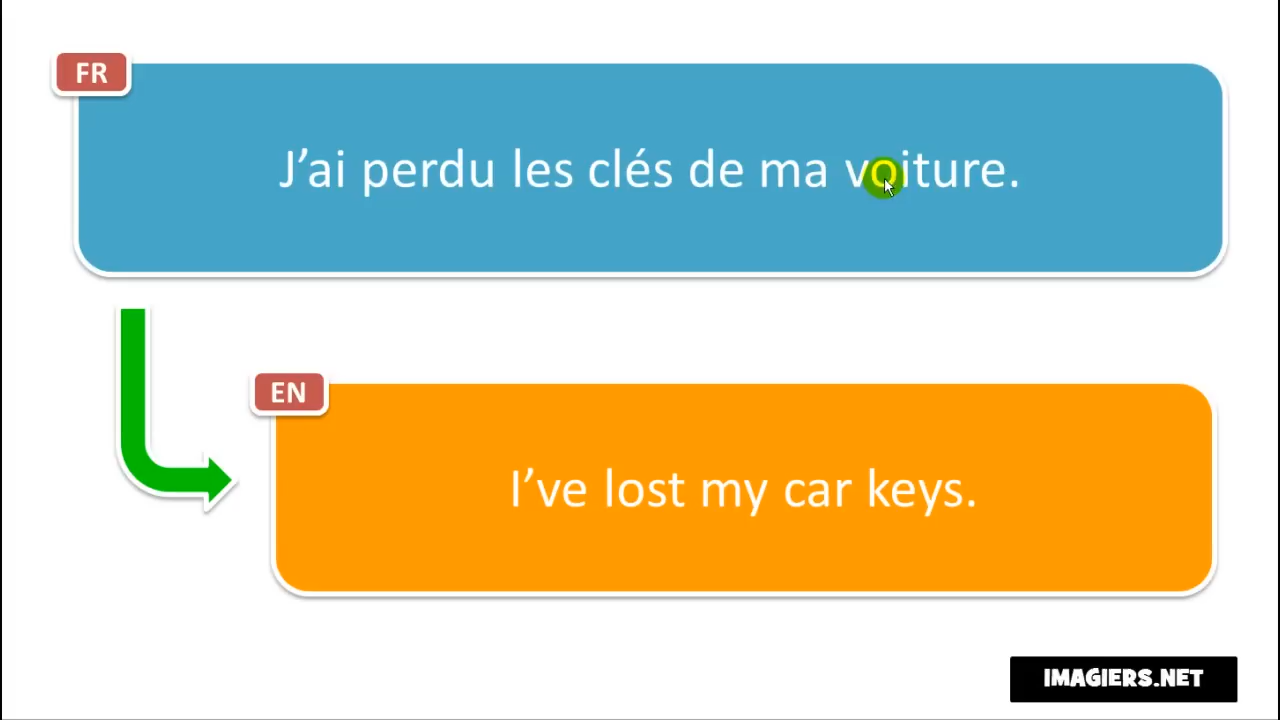 FR
J’ai perdu les clés de ma voiture.
EN
I’ve lost my car keys.
IMAGIERS.NET